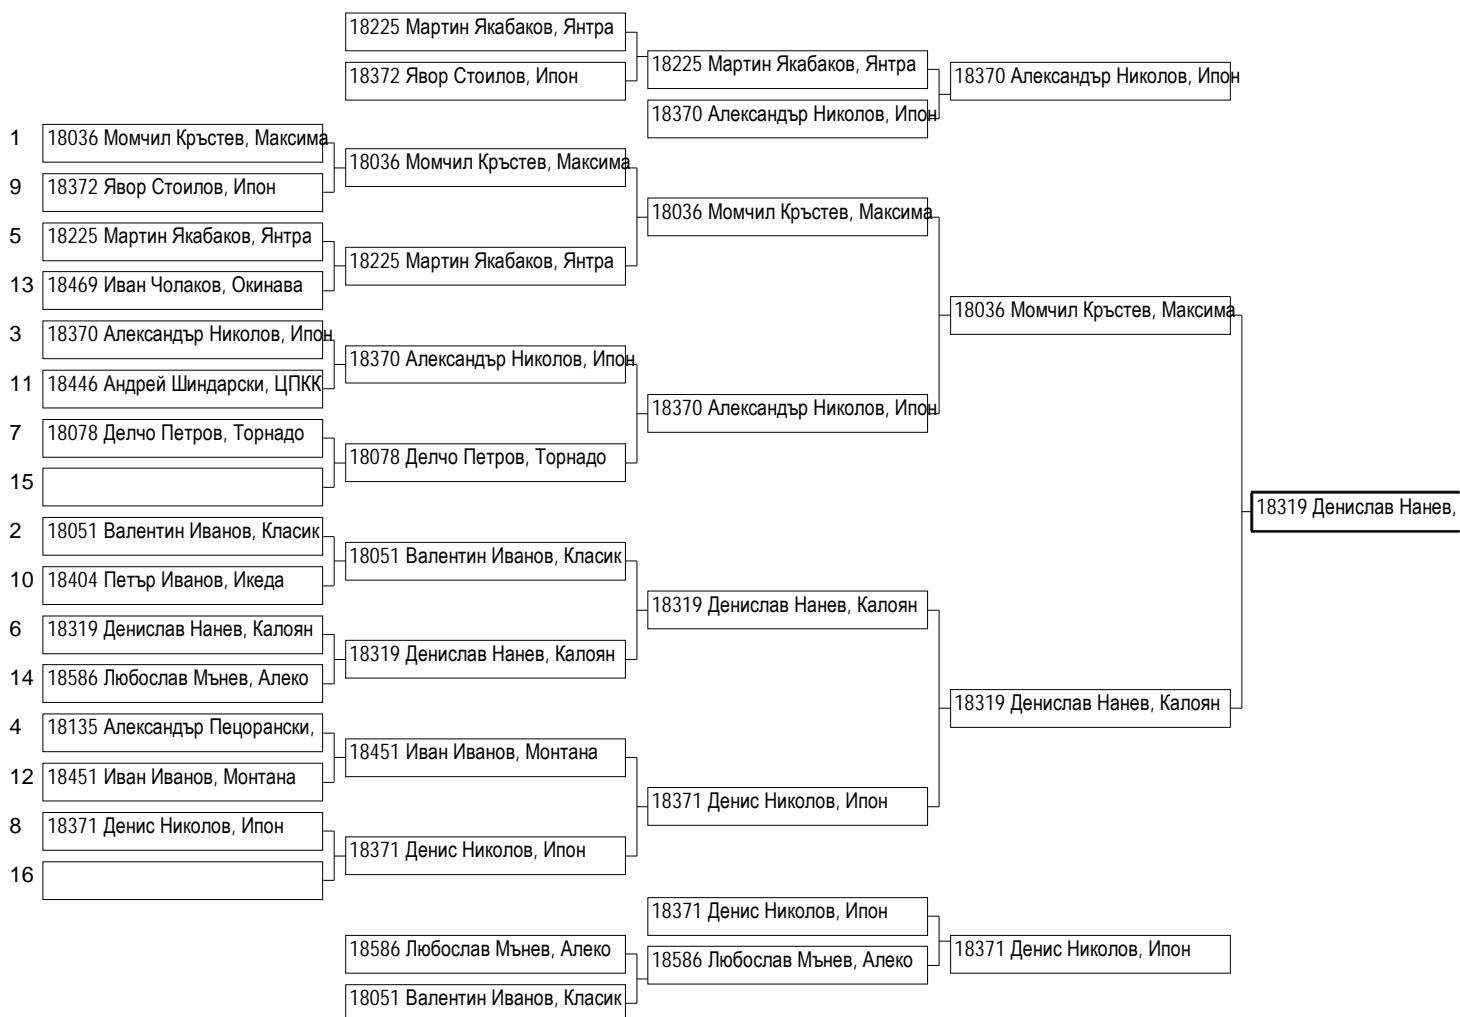 18225 Мартин Якабаков, Янтра
18372 Явор Стоилов, Ипон
18225 Мартин Якабаков, Янтра
18370 Александър Николов, Ипон
18370 Александър Николов, Ипон
1 18036 Момчил Кръстев, Максима
9 18372 Явор Стоилов, Ипон
5 18225 Мартин Якабаков, Янтра
13 18469 Иван Чолаков, Окинава
3 18370 Александър Николов, Ипон
11 18446 Андрей Шиндарски, ЦПКК
7 18078 Делчо Петров, Торнадо
15
2 18051 Валентин Иванов, Класик
10 18404 Петър Иванов, Икеда
6 18319 Денислав Нанев, Калоян
14 18586 Любослав Мънев, Алеко
4 18135 Александър Пецорански,
12 18451 Иван Иванов, Монтана
8 18371 Денис Николов, Ипон
16
18036 Момчил Кръстев, Максима
18225 Мартин Якабаков, Янтра
18370 Александър Николов, Ипон
18078 Делчо Петров, Торнадо
18051 Валентин Иванов, Класик
18319 Денислав Нанев, Калоян
18451 Иван Иванов, Монтана
18371 Денис Николов, Ипон
18036 Момчил Кръстев, Максима
18370 Александър Николов, Ипон
18319 Денислав Нанев, Калоян
18371 Денис Николов, Ипон
18036 Момчил Кръстев, Максима
18319 Денислав Нанев, Калоян
18319 Денислав Нанев,
18586 Любослав Мънев, Алеко
18051 Валентин Иванов, Класик
18371 Денис Николов, Ипон
18586 Любослав Мънев, Алеко
18371 Денис Николов, Ипон